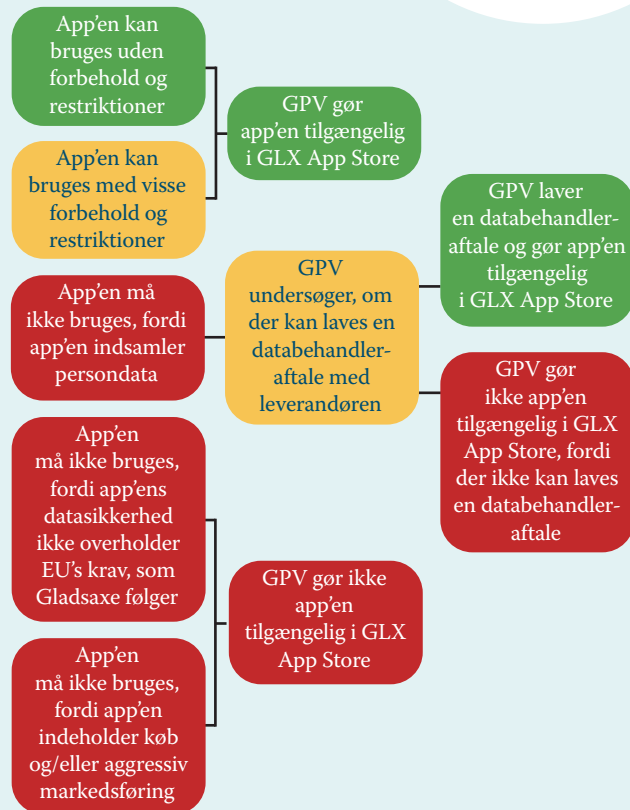 App'en kan
bruges uden
forbehold og
restriktioner
GPV gør
app'en tilgængelig
i GLX App Store
App'en kan
bruges med visse
forbehold og
restriktioner
GPV laver
en databehandler-
aftale og gør app'en
tilgængelig
i GLX App Store
GPV
undersøger, om
der kan laves en
databehandler-
aftale med
leverandøren
App'en må
ikke bruges, fordi
app'en indsamler
persondata
GPV gør
ikke app'en
tilgængelig i GLX
App Store, fordi
der ikke kan laves
en databehandler-
aftale
App'en
må ikke bruges,
fordi app'ens
datasikkerhed
ikke overholder
EU's krav, som
Gladsaxe følger
GPV gør ikke
app'en
tilgængelig i GLX
App Store
App'en
må ikke bruges,
fordi app'en
indeholder køb
og/eller aggressiv
markedsføring